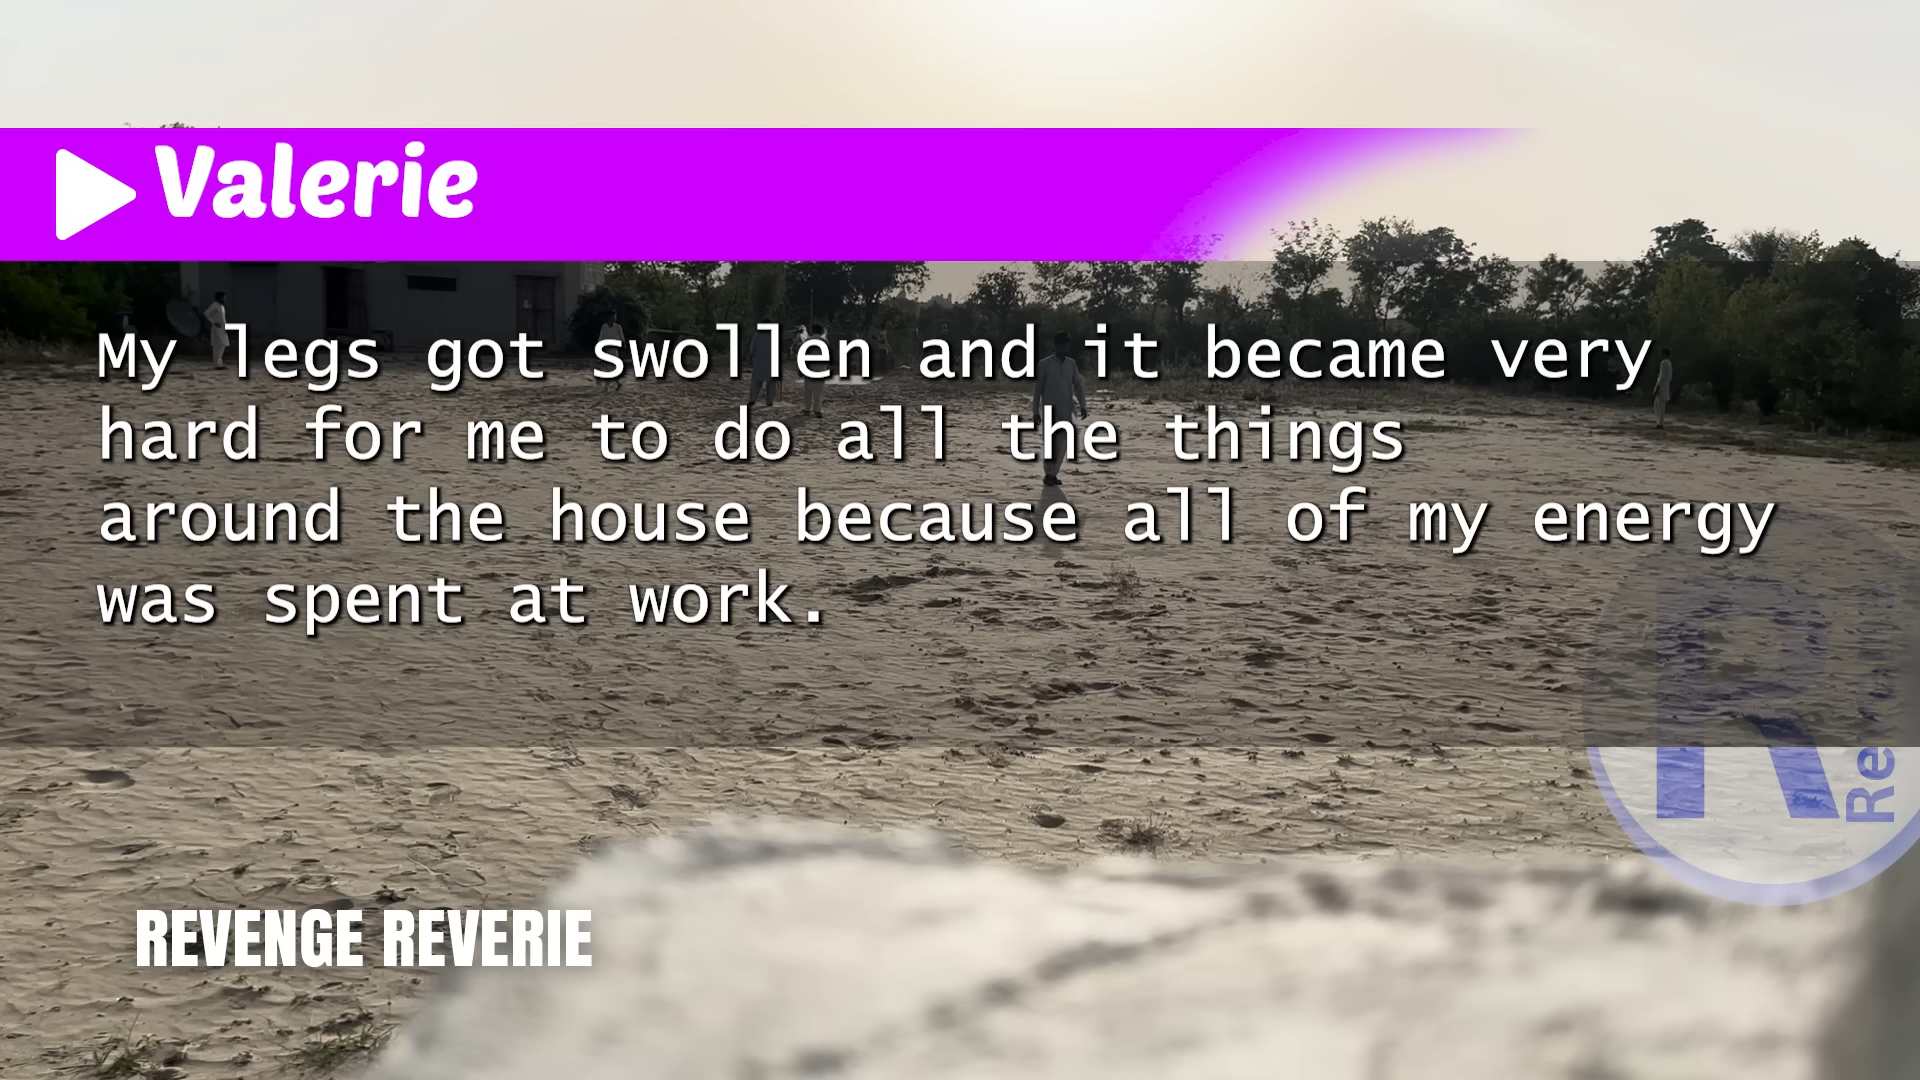 Valerie
My legs got swollen and it became very
hard for me to do all the things
around the house because all of my energy
was spent at work.
R
REVENGE REVERIE